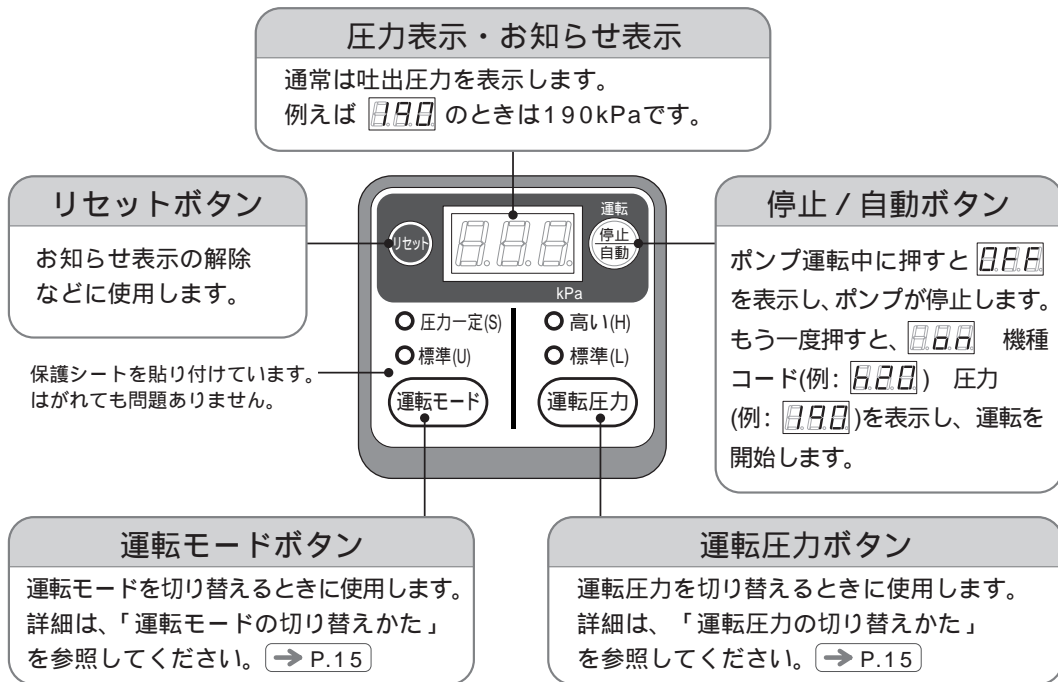 圧力表示・お知らせ表示
通常は吐出圧力を表示します。
例えば 190 のときは190kPaです。
リセットボタン
お知らせ表示の解除
などに使用します。
保護シートを貼り付けています。
はがれても問題ありません。
リセット
8.8.8.
kPa
運転
停止
自動
圧力一定(S)
標準(U)
運転モード
高い(H)
標準(L)
運転圧力
停止 / 自動ボタン
ポンプ運転中に押すと OFF
を表示し、ポンプが停止します。
もう一度押すと、 on 機種
コード(例: h20 ) 圧力
(例: 190 )を表示し、運転を
開始します。
運転モードボタン
運転モードを切り替えるときに使用します。
詳細は、「運転モードの切り替えかた」
を参照してください。 → P.15
運転圧力ボタン
運転圧力を切り替えるときに使用します。
詳細は、「運転圧力の切り替えかた」
を参照してください。 → P.15